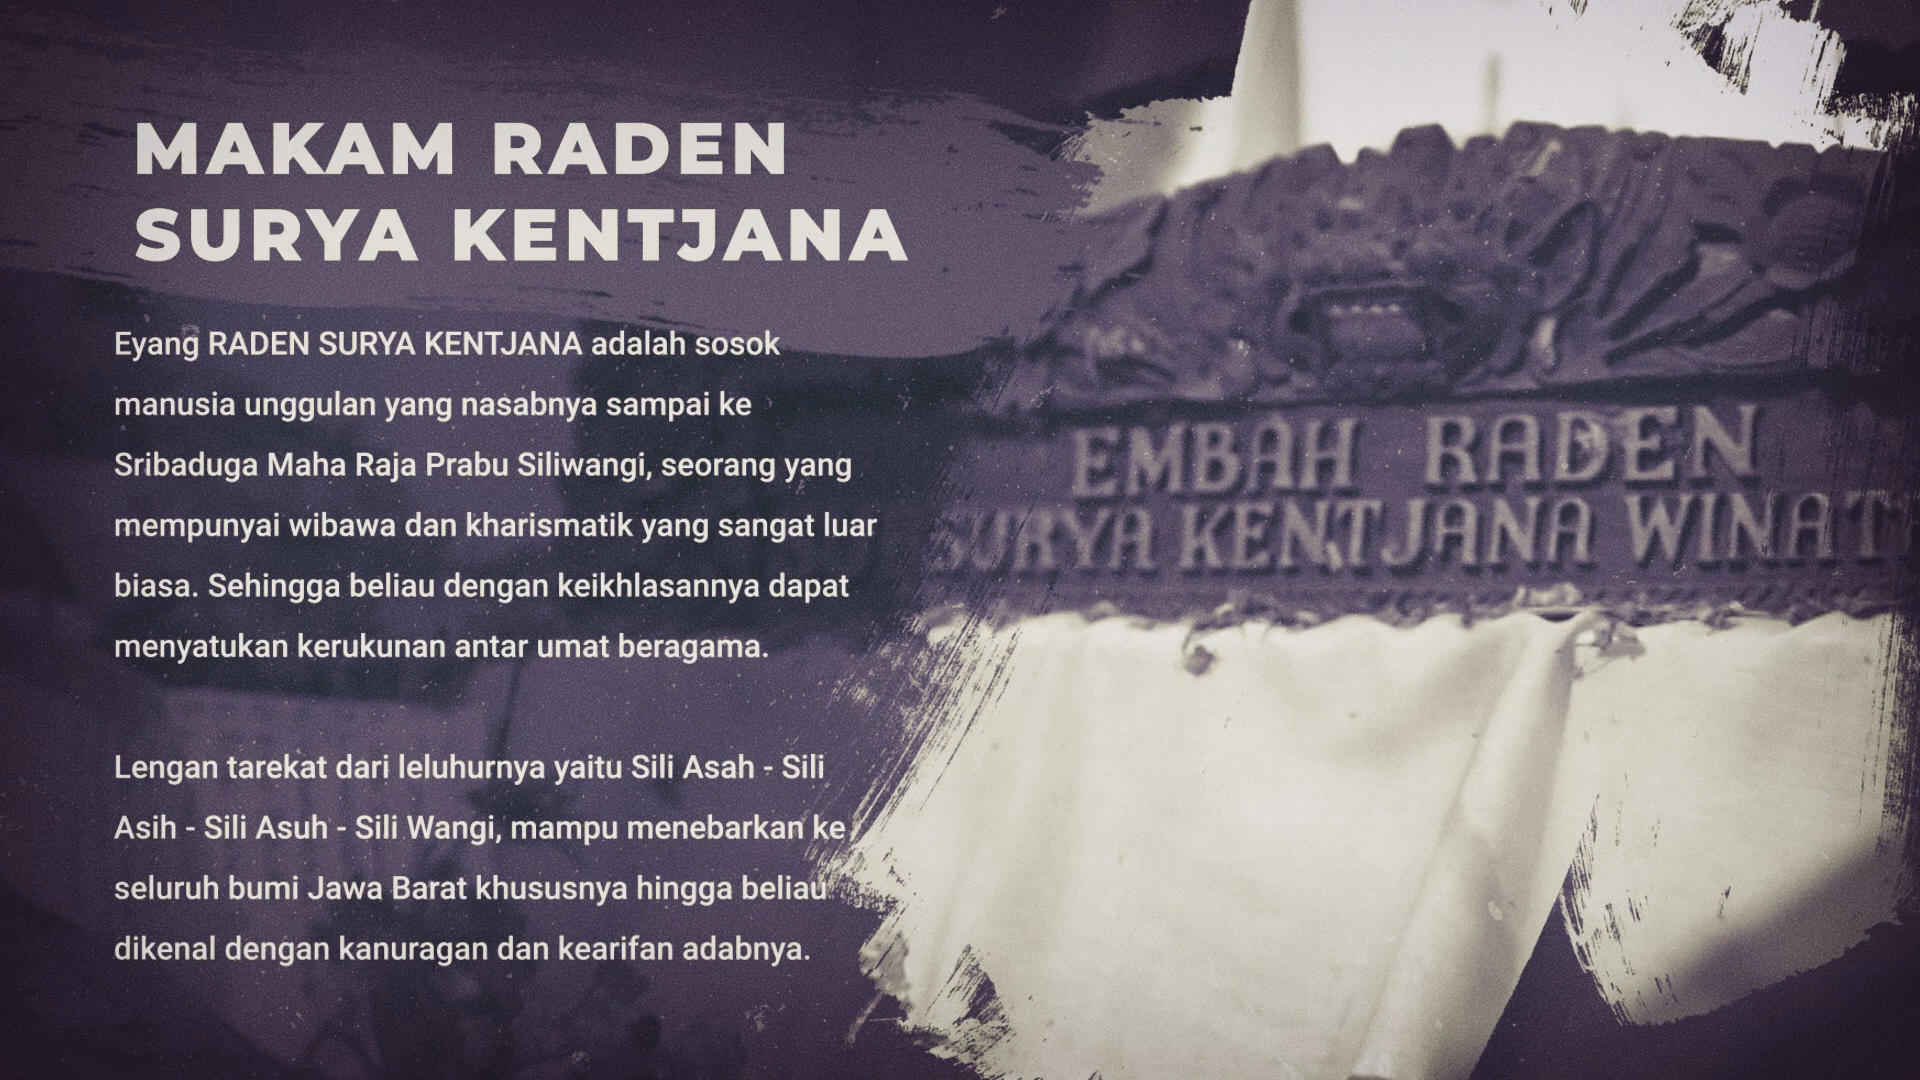 MAKAM RADEN
SURYA KENTJANA
Eyang RADEN SURYA KENTJANA adalah sosok
manusia unggulan yang nasabnya sampai ke
Sribaduga Maha Raja Prabu Siliwangi, seorang yang
mempunyai wibawa dan kharismatik yang sangat luar
biasa. Sehingga beliau dengan keikhlasannya dapat
menyatukan kerukunan antar umat beragama.
Lengan tarekat dari leluhurnya yaitu Sili Asah - Sili
Asih - Sili Asuh - Sili Wangi, mampu menebarkan ke
seluruh bumi Jawa Barat khususnya hingga beliau
dikenal dengan kanuragan dan kearifan adabnya.
EMBAH RADEN
SURYA KENTJANA WINAT